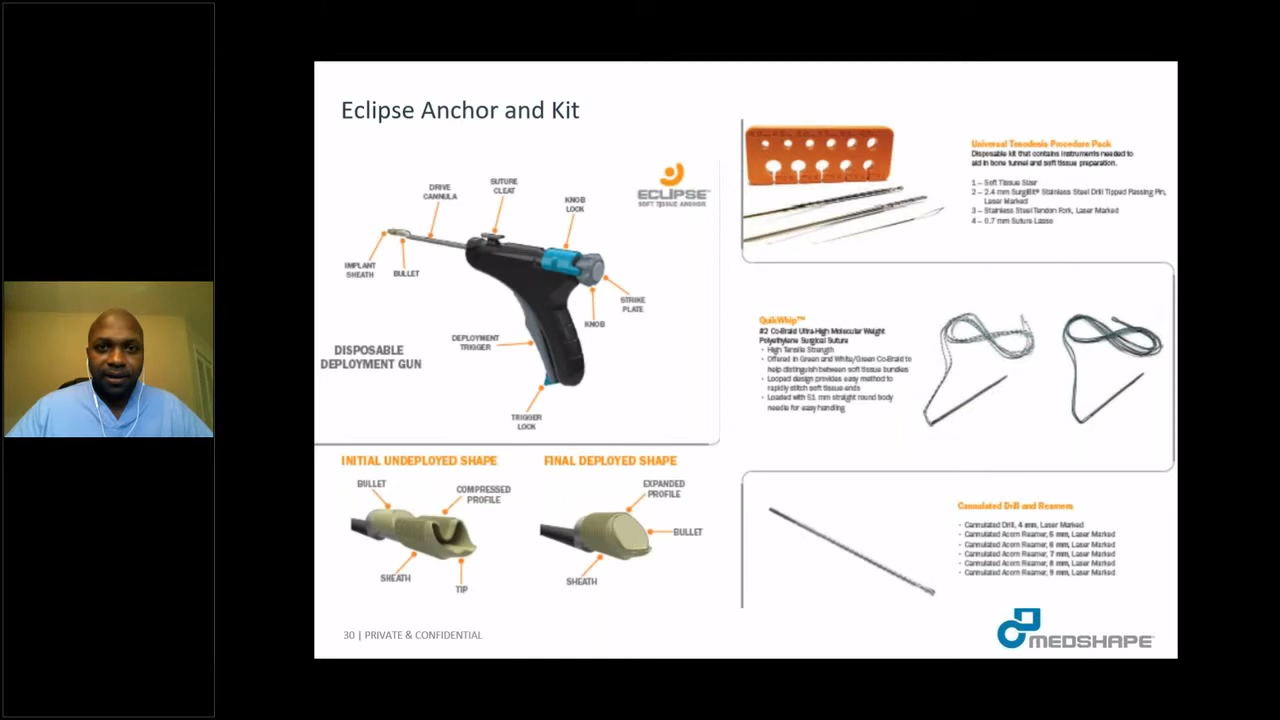 Eclipse Anchor and Kit
ECLIPSE™
SOFT TISSUE ANCHOR
DRIVE
CANNULA
SUTURE
CLEAT
KNOB
LOCK
IMPLANT
SHEATH
BULLET
STRIKE
PLATE
KNOB
DEPLOYMENT
TRIGGER
DISPOSABLE
DEPLOYMENT GUN
TRIGGER
LOCK
INITIAL UNDEPLOYED SHAPE
BULLET
COMPRESSED
PROFILE
SHEATH
TIP
FINAL DEPLOYED SHAPE
EXPANDED
PROFILE
BULLET
SHEATH
Universal Tenodesis Procedure Pack
Disposable kit that contains instruments needed to
aid in bone tunnel and soft tissue preparation.
1 – Soft Tissue Sizer
2 – 2.4 mm SurgiBit® Stainless Steel Drill Tipped Passing Pin,
Laser Marked
3 – Stainless Steel Tendon Fork, Laser Marked
4 – 0.7 mm Suture Lasso
QuikWhip™
#2 Co-Braid Ultra-High Molecular Weight
Polyethylene Surgical Suture
• High Tensile Strength
• Offered in Green and White/Green Co-Braid to
help distinguish between soft tissue bundles
• Looped design provides easy method to
rapidly stitch soft tissue ends
• Loaded with 51 mm straight round body
needle for easy handling
Cannulated Drill and Reamers
• Cannulated Drill, 4 mm, Laser Marked
• Cannulated Acorn Reamer, 5 mm, Laser Marked
• Cannulated Acorn Reamer, 6 mm, Laser Marked
• Cannulated Acorn Reamer, 7 mm, Laser Marked
• Cannulated Acorn Reamer, 8 mm, Laser Marked
• Cannulated Acorn Reamer, 9 mm, Laser Marked
30 | PRIVATE & CONFIDENTIAL
MEDSHAPE